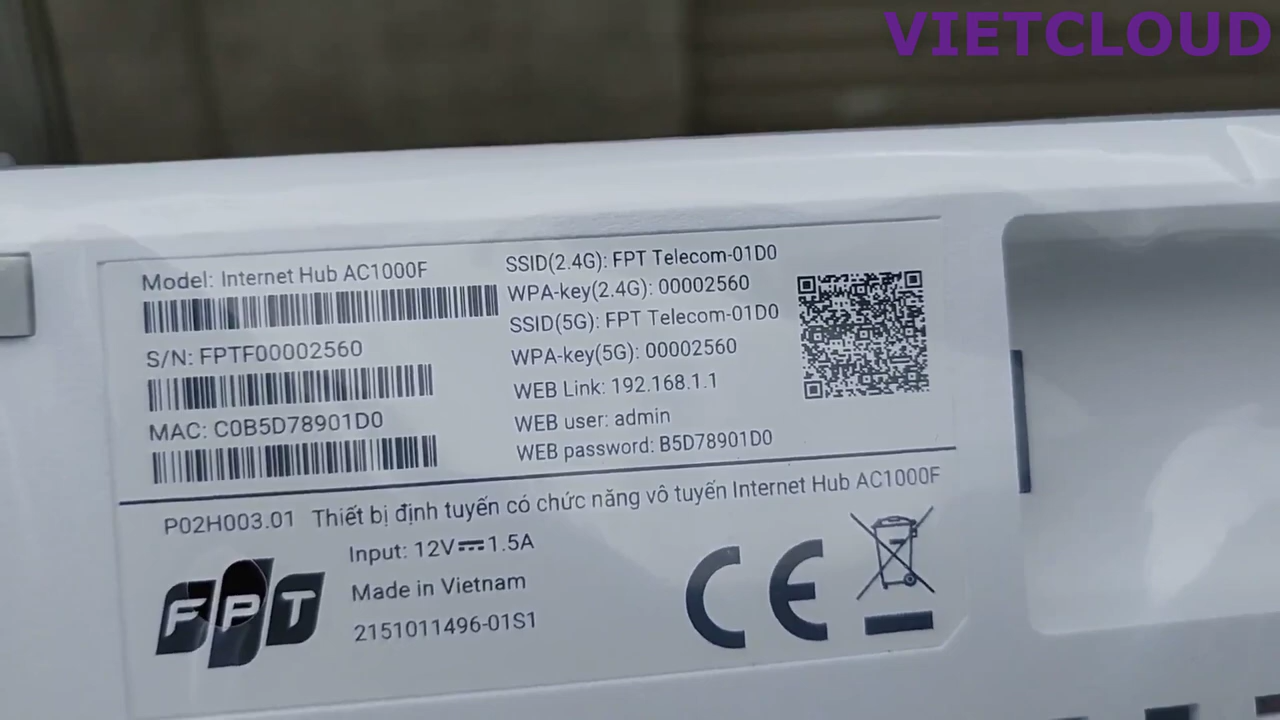 VIETCLOUD
Model: Internet Hub AC1000F
S/N: FPTF00002560
MAC: C0B5D78901D0
SSID(2.4G): FPT Telecom-01D0
WPA-key(2.4G): 00002560
SSID(5G): FPT Telecom-01D0
WPA-key(5G): 00002560
WEB Link: 192.168.1.1
WEB user: admin
WEB password: B5D78901D0
P02H003.01 Thiết bị định tuyến có chức năng vô tuyến Internet Hub AC1000F
Input: 12V⎓1.5A
Made in Vietnam
2151011496-01S1
FPT
CE